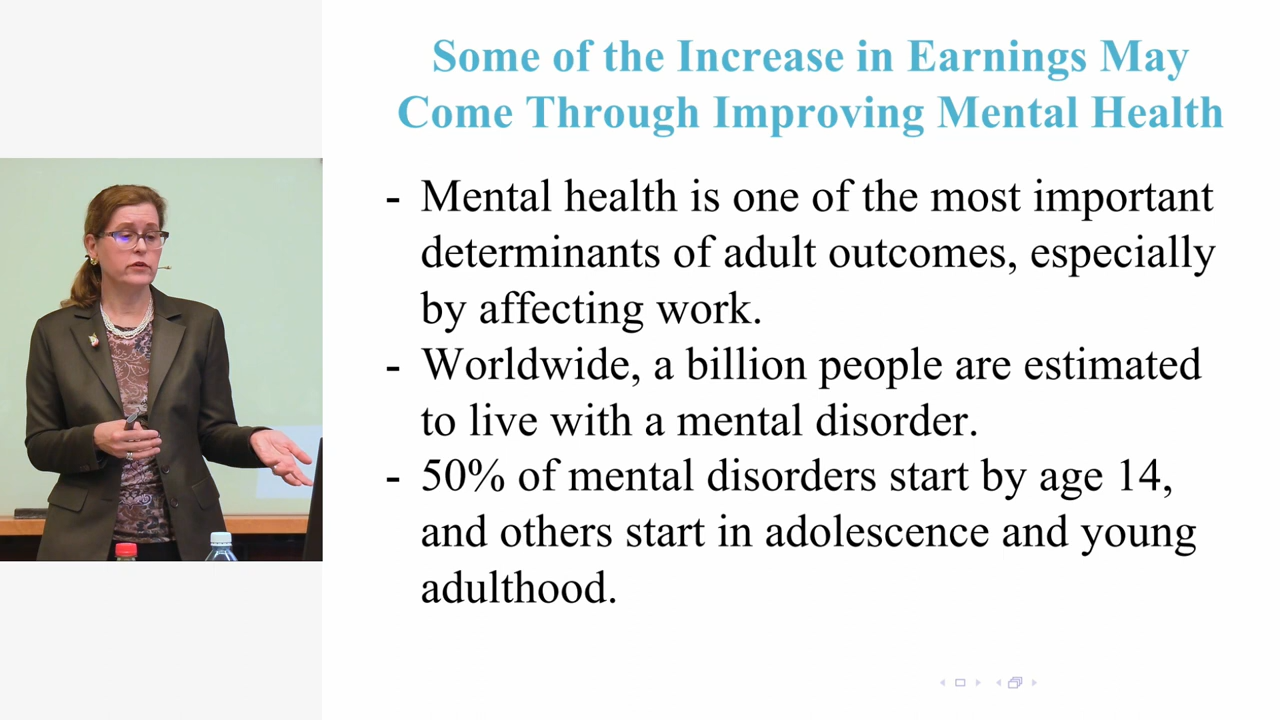 Some of the Increase in Earnings May
Come Through Improving Mental Health
- Mental health is one of the most important
determinants of adult outcomes, especially
by affecting work.
- Worldwide, a billion people are estimated
to live with a mental disorder.
- 50% of mental disorders start by age 14,
and others start in adolescence and young
adulthood.